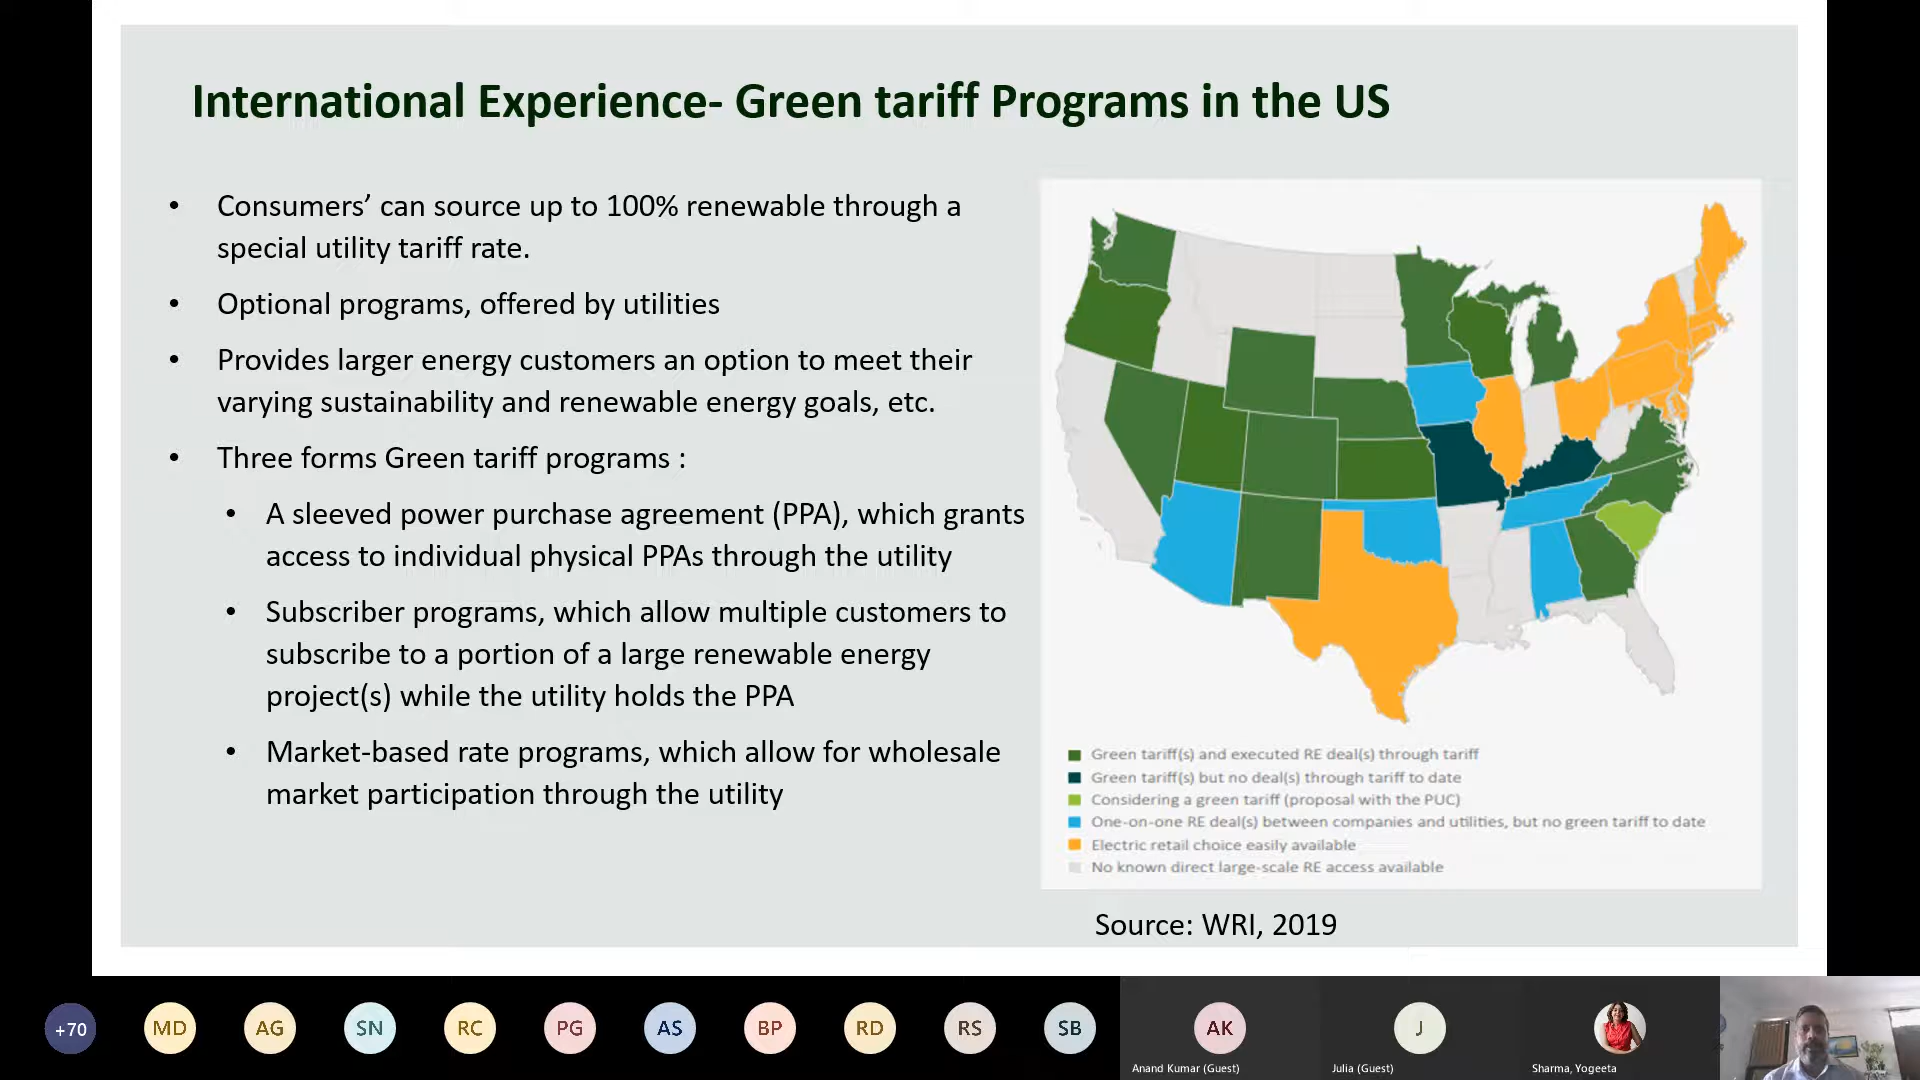 International Experience- Green tariff Programs in the US
• Consumers’ can source up to 100% renewable through a
special utility tariff rate.
• Optional programs, offered by utilities
• Provides larger energy customers an option to meet their
varying sustainability and renewable energy goals, etc.
• Three forms Green tariff programs :
• A sleeved power purchase agreement (PPA), which grants
access to individual physical PPAs through the utility
• Subscriber programs, which allow multiple customers to
subscribe to a portion of a large renewable energy
project(s) while the utility holds the PPA
• Market-based rate programs, which allow for wholesale
market participation through the utility
Green tariff(s) and executed RE deal(s) through tariff
Green tariff(s) but no deal(s) through tariff to date
Considering a green tariff (proposal with the PUC)
One-on-one RE deal(s) between companies and utilities, but no green tariff to date
Electric retail choice easily available
No known direct large-scale RE access available
Source: WRI, 2019
+70
MD
AG
SN
RC
PG
AS
BP
RD
RS
SB
AK
J
Anand Kumar (Guest)
Julia (Guest)
Sharma, Yogeeta